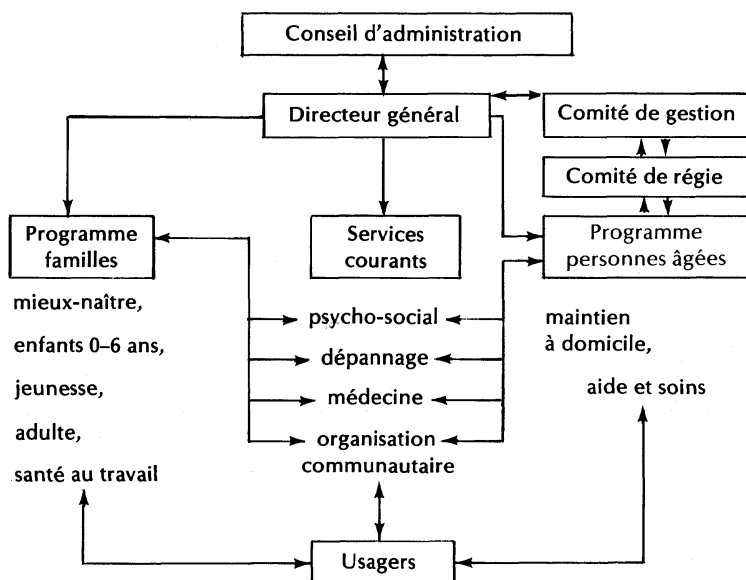 Conseil d'administration
Directeur général
Comité de gestion
Comité de régie
Programme
familles
Services
courants
Programme
personnes âgées
mieux-naître,
enfants 0–6 ans,
jeunesse,
adulte,
santé au travail
psycho-social
dépannage
médecine
organisation
communautaire
maintien
à domicile,
aide et soins
Usagers